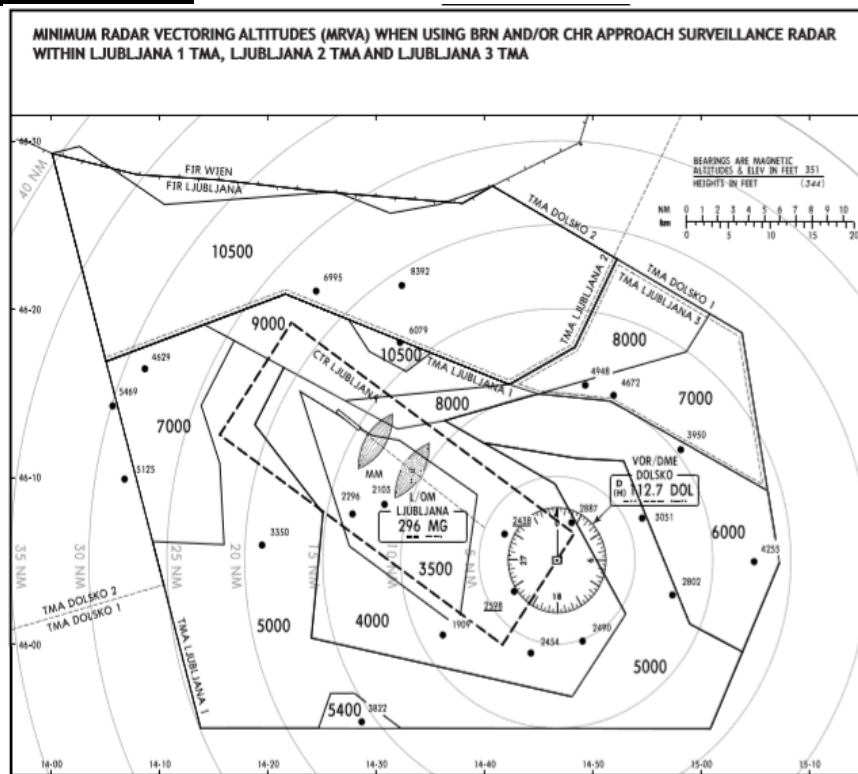 MINIMUM RADAR VECTORING ALTITUDES (MRVA) WHEN USING BRN AND/OR CHR APPROACH SURVEILLANCE RADAR
WITHIN LJUBLJANA 1 TMA, LJUBLJANA 2 TMA AND LJUBLJANA 3 TMA
46-30
40 NM
FIR WIEN
FIR LJUBLJANA
BEARINGS ARE MAGNETIC
ALTITUDES & ELEV IN FEET 351
HEIGHTS IN FEET (344)
NM 0 1 2 3 4 5 6 7 8 9 10
km 0 5 10 15 20
TMA DOLSKO 2
10500
6995
8392
TMA LJUBLJANA 2
TMA DOLSKO 1
TMA LJUBLJANA 3
46-20
9000
6079
10500
8000
4629
CTR LJUBLJANA
TMA LJUBLJANA 1
4948
4672
5469
8000
7000
7000
3950
46-10
5125
MM
VOR/DME
DOLSKO
D
(H) 112.7 DOL
L/OM
LJUBLJANA
296 MG
2296
2103
2438
2887
3051
6000
3350
35 NM
30 NM
25 NM
20 NM
15 NM
10 NM
5 NM
3500
0
27
9
18
4255
2802
2598
TMA DOLSKO 2
TMA DOLSKO 1
46-00
TMA LJUBLJANA 1
5000
4000
1909
2454
2490
5000
5400
3822
14-00
14-10
14-20
14-30
14-40
14-50
15-00
15-10